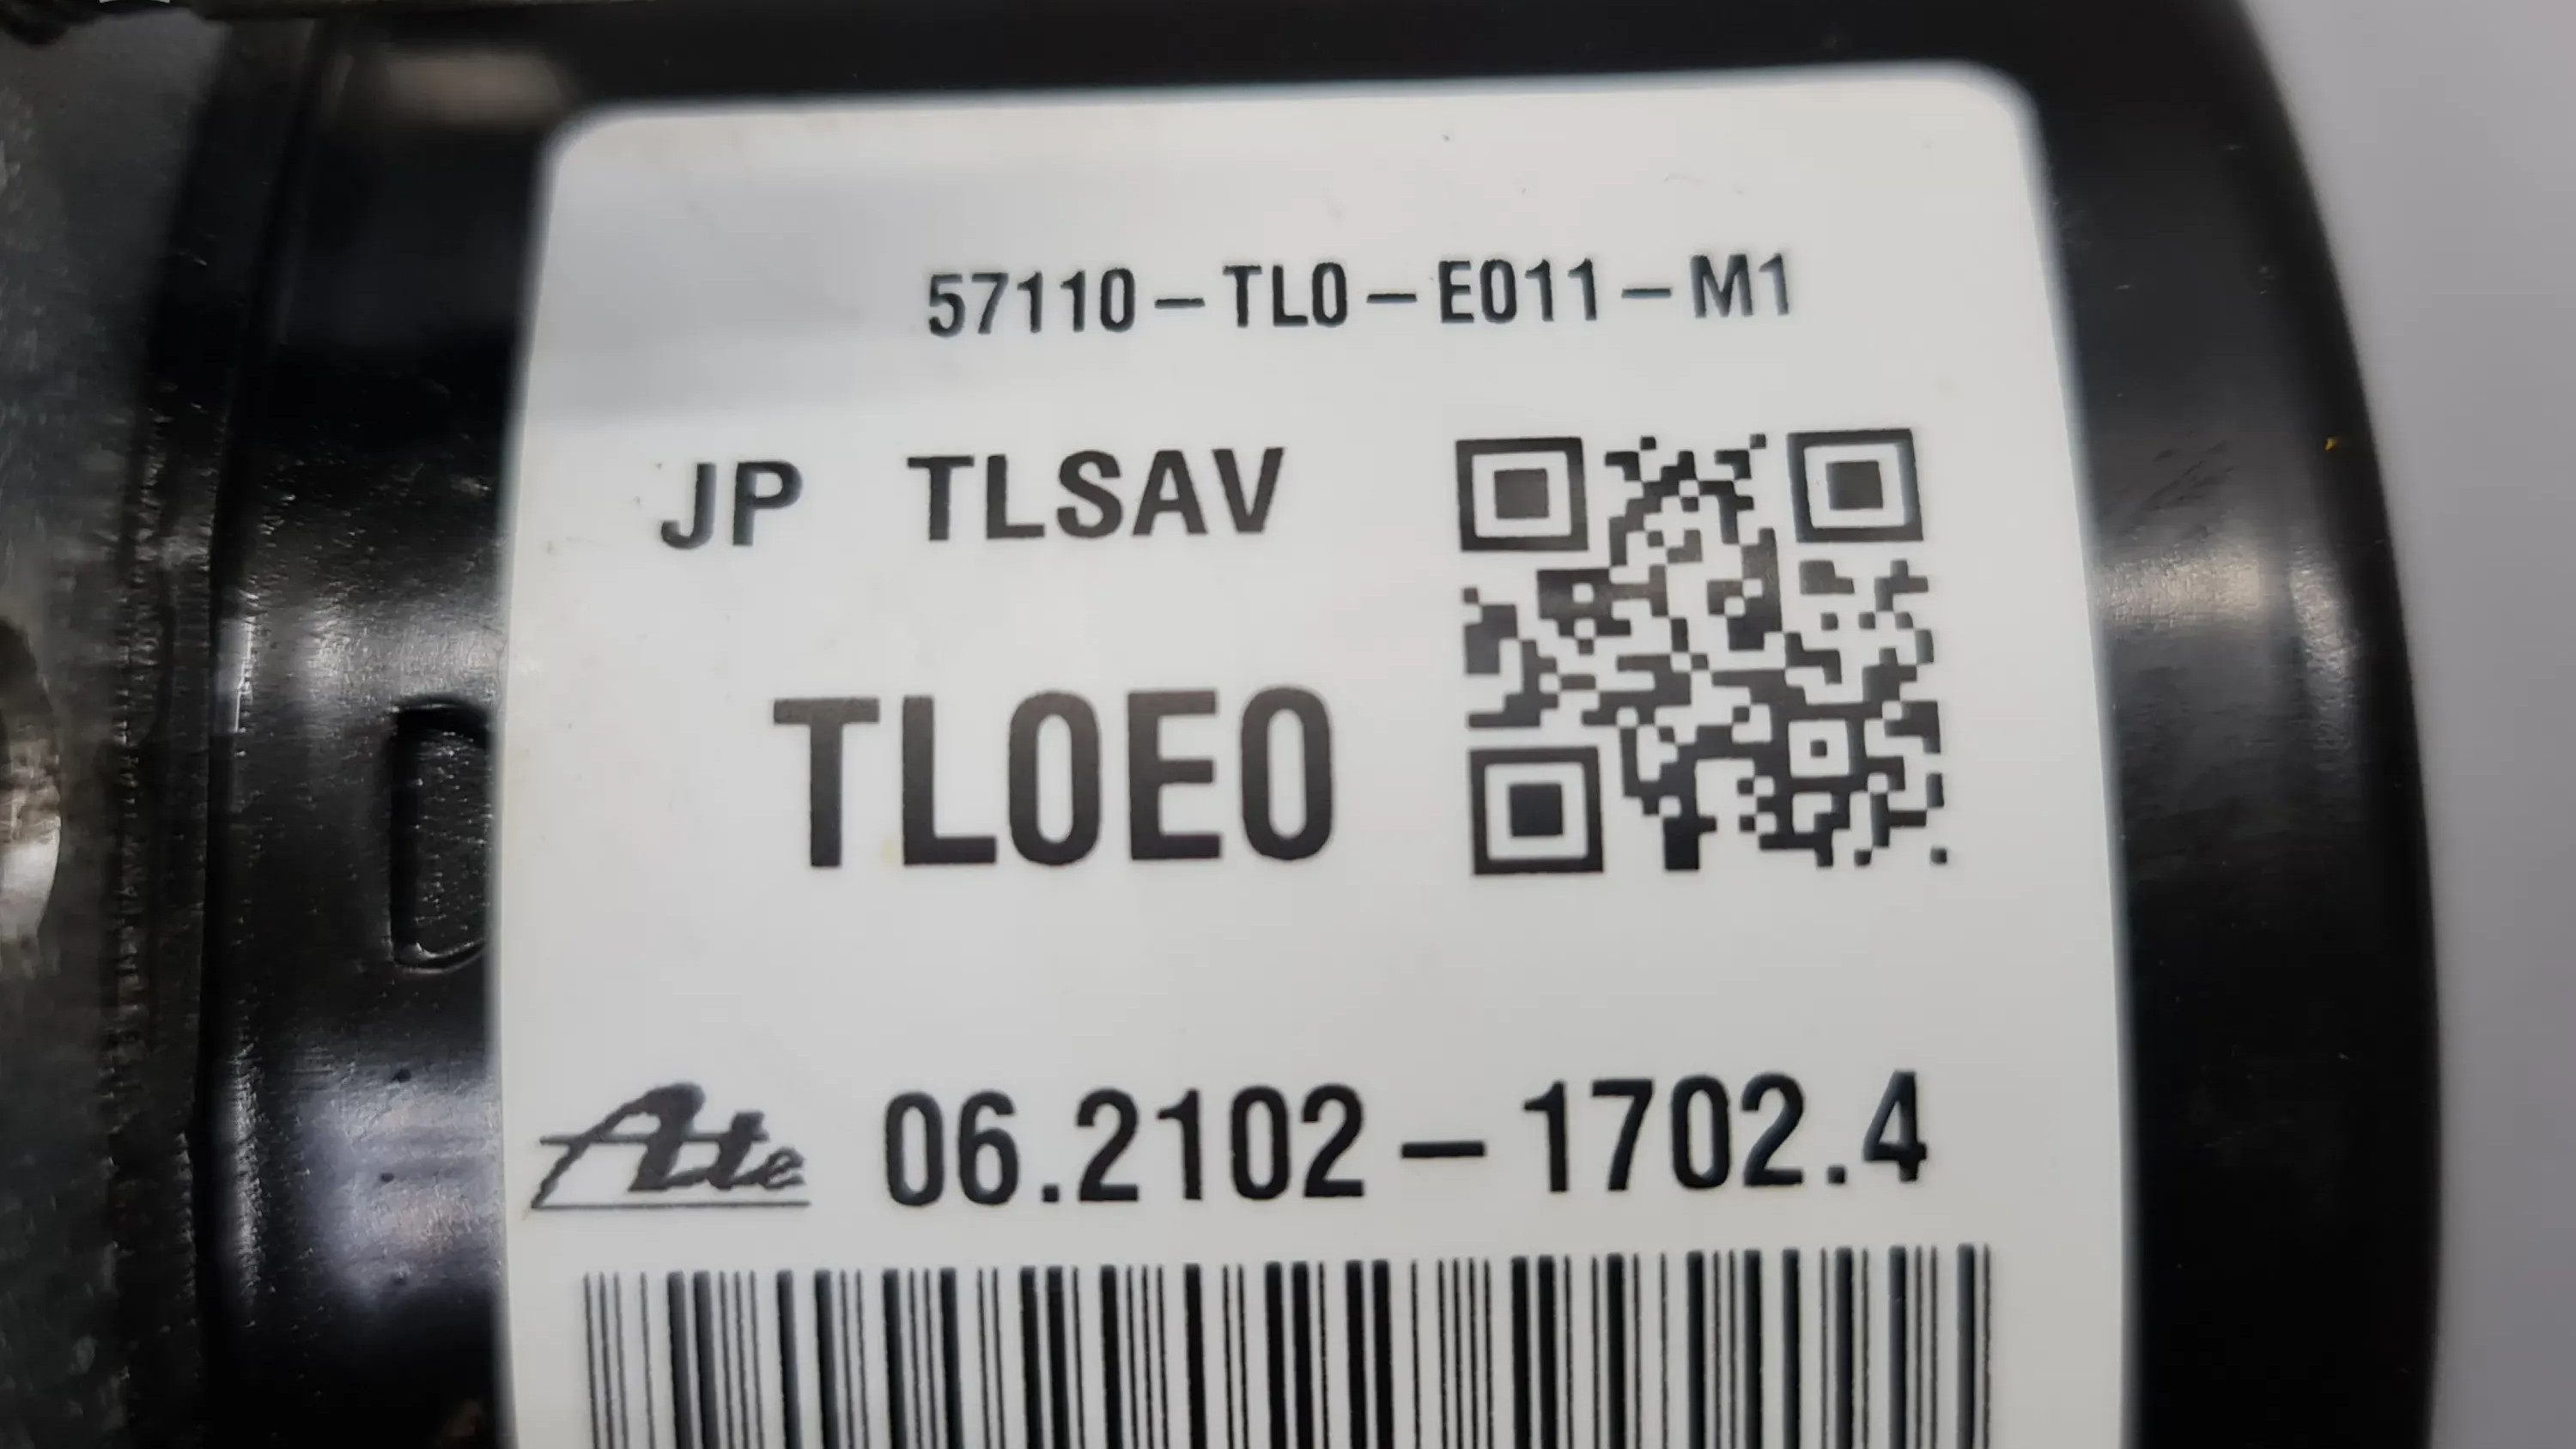 57110-TL0-E011-M1
JP TLSAV
TL0E0
Ate 06.2102-1702.4